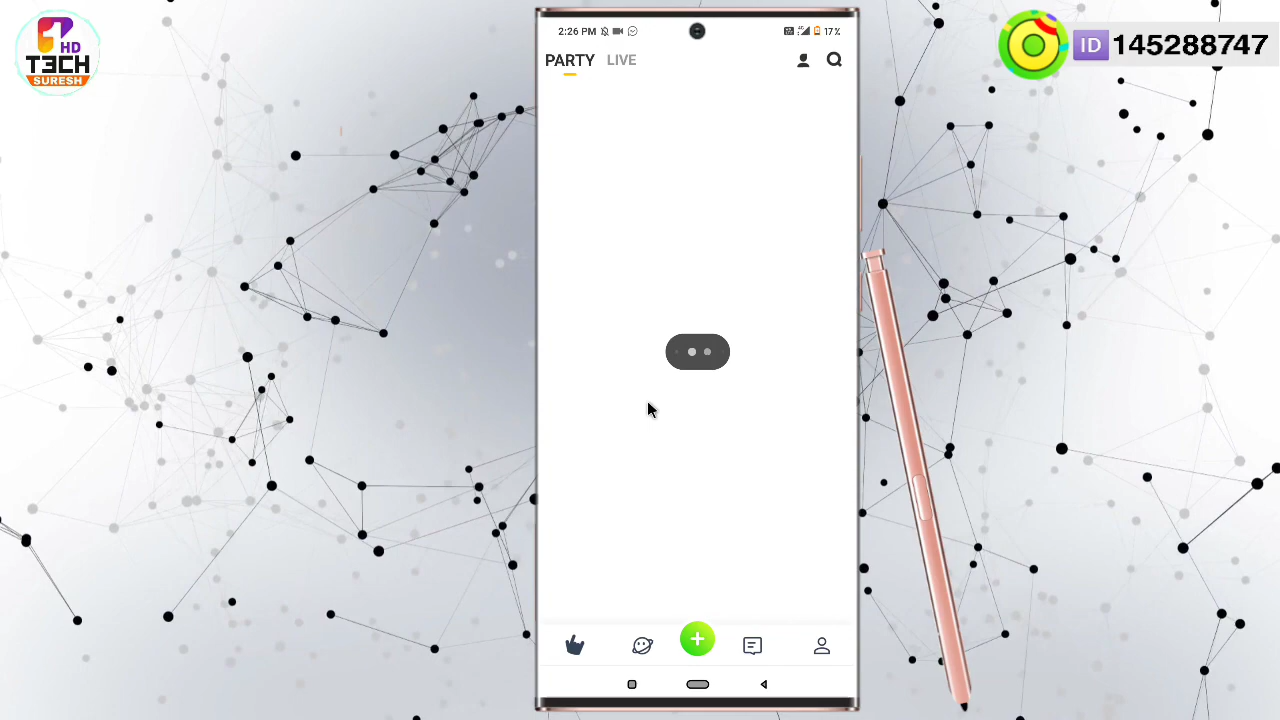 HD
TECH
SURESH
2:26 PM
17%
PARTY LIVE
ID 145288747